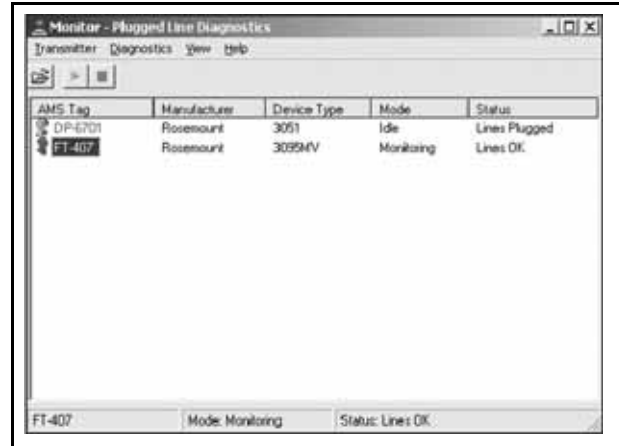 Monitor - Plugged Line Diagnostics
Transmitter Diagnostics View Help
AMS Tag Manufacturer Device Type Mode Status
DP-6701 Rosemount 3051 Idle Lines Plugged
FT-407 Rosemount 3095MV Monitoring Lines OK
FT-407 Mode: Monitoring Status: Lines OK